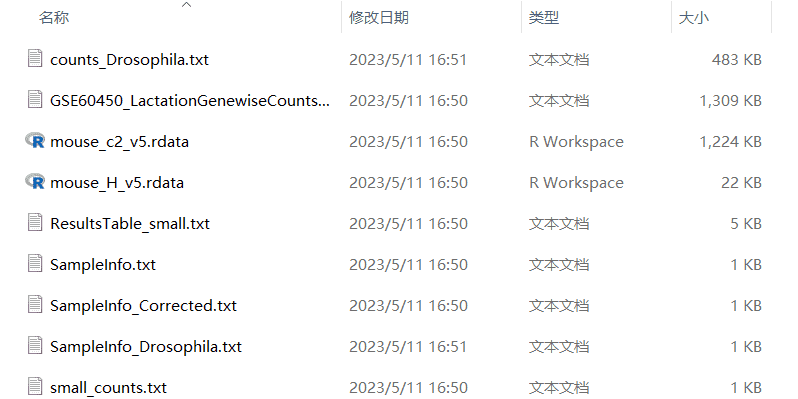 名称 修改日期 类型 大小
counts_Drosophila.txt 2023/5/11 16:51 文本文档 483 KB
GSE60450_LactationGenewiseCounts... 2023/5/11 16:50 文本文档 1,309 KB
mouse_c2_v5.rdata 2023/5/11 16:50 R Workspace 1,224 KB
mouse_H_v5.rdata 2023/5/11 16:50 R Workspace 22 KB
ResultsTable_small.txt 2023/5/11 16:50 文本文档 5 KB
SampleInfo.txt 2023/5/11 16:50 文本文档 1 KB
SampleInfo_Corrected.txt 2023/5/11 16:50 文本文档 1 KB
SampleInfo_Drosophila.txt 2023/5/11 16:51 文本文档 1 KB
small_counts.txt 2023/5/11 16:50 文本文档 1 KB